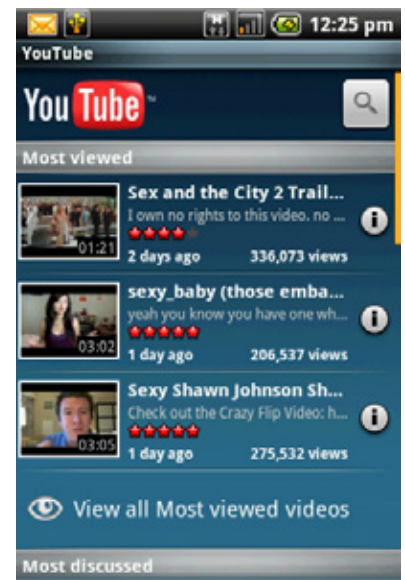 12:25 pm
YouTube
You Tube ™
Most viewed
Sex and the City 2 Trail...
I own no rights to this video. no ...
01:21
2 days ago 336,073 views
sexy_baby (those emba...
yeah you know you have one wh...
03:02
1 day ago 206,537 views
Sexy Shawn Johnson Sh...
Check out the Crazy Flip Video: h...
03:05
1 day ago 275,532 views
View all Most viewed videos
Most discussed